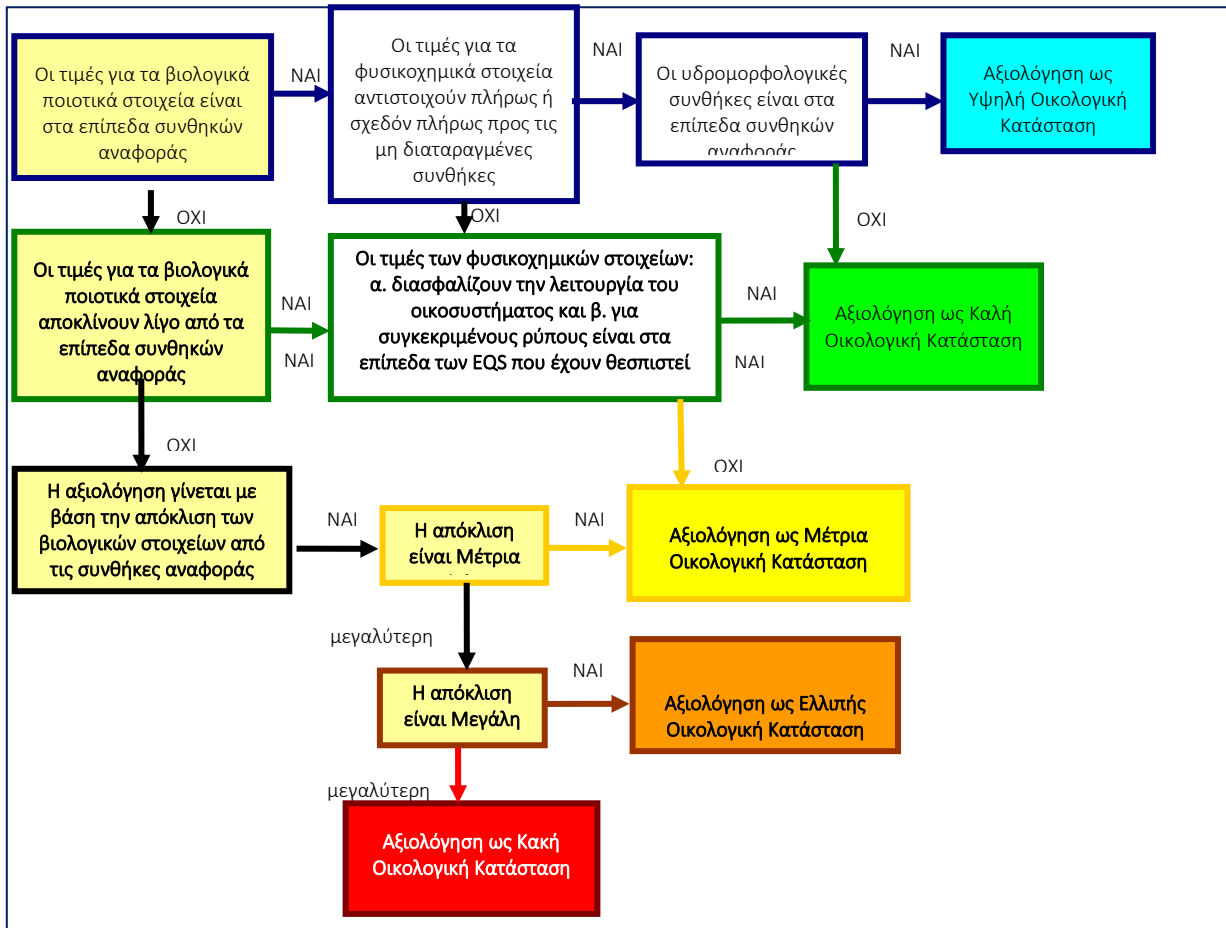 Οι τιμές για τα βιολογικά
ποιοτικά στοιχεία είναι
στα επίπεδα συνθηκών
αναφοράς
ΝΑΙ
Οι τιμές για τα
φυσικοχημικά στοιχεία
αντιστοιχούν πλήρως ή
σχεδόν πλήρως προς τις
μη διαταραγμένες
συνθήκες
ΝΑΙ
Οι υδρομορφολογικές
συνθήκες είναι στα
επίπεδα συνθηκών
αναφοράς
ΝΑΙ
Αξιολόγηση ως
Υψηλή Οικολογική
Κατάσταση
ΟΧΙ
ΟΧΙ
ΟΧΙ
Οι τιμές για τα βιολογικά
ποιοτικά στοιχεία
αποκλίνουν λίγο από τα
επίπεδα συνθηκών
αναφοράς
ΝΑΙ
ΝΑΙ
Οι τιμές των φυσικοχημικών στοιχείων:
α. διασφαλίζουν την λειτουργία του
οικοσυστήματος και β. για
συγκεκριμένους ρύπους είναι στα
επίπεδα των EQS που έχουν θεσπιστεί
ΝΑΙ
ΝΑΙ
Αξιολόγηση ως Καλή
Οικολογική Κατάσταση
ΟΧΙ
ΟΧΙ
Η αξιολόγηση γίνεται με
βάση την απόκλιση των
βιολογικών στοιχείων από
τις συνθήκες αναφοράς
ΝΑΙ
Η απόκλιση
είναι Μέτρια
ΝΑΙ
Αξιολόγηση ως Μέτρια
Οικολογική Κατάσταση
μεγαλύτερη
Η απόκλιση
είναι Μεγάλη
ΝΑΙ
Αξιολόγηση ως Ελλιπής
Οικολογική Κατάσταση
μεγαλύτερη
Αξιολόγηση ως Κακή
Οικολογική Κατάσταση